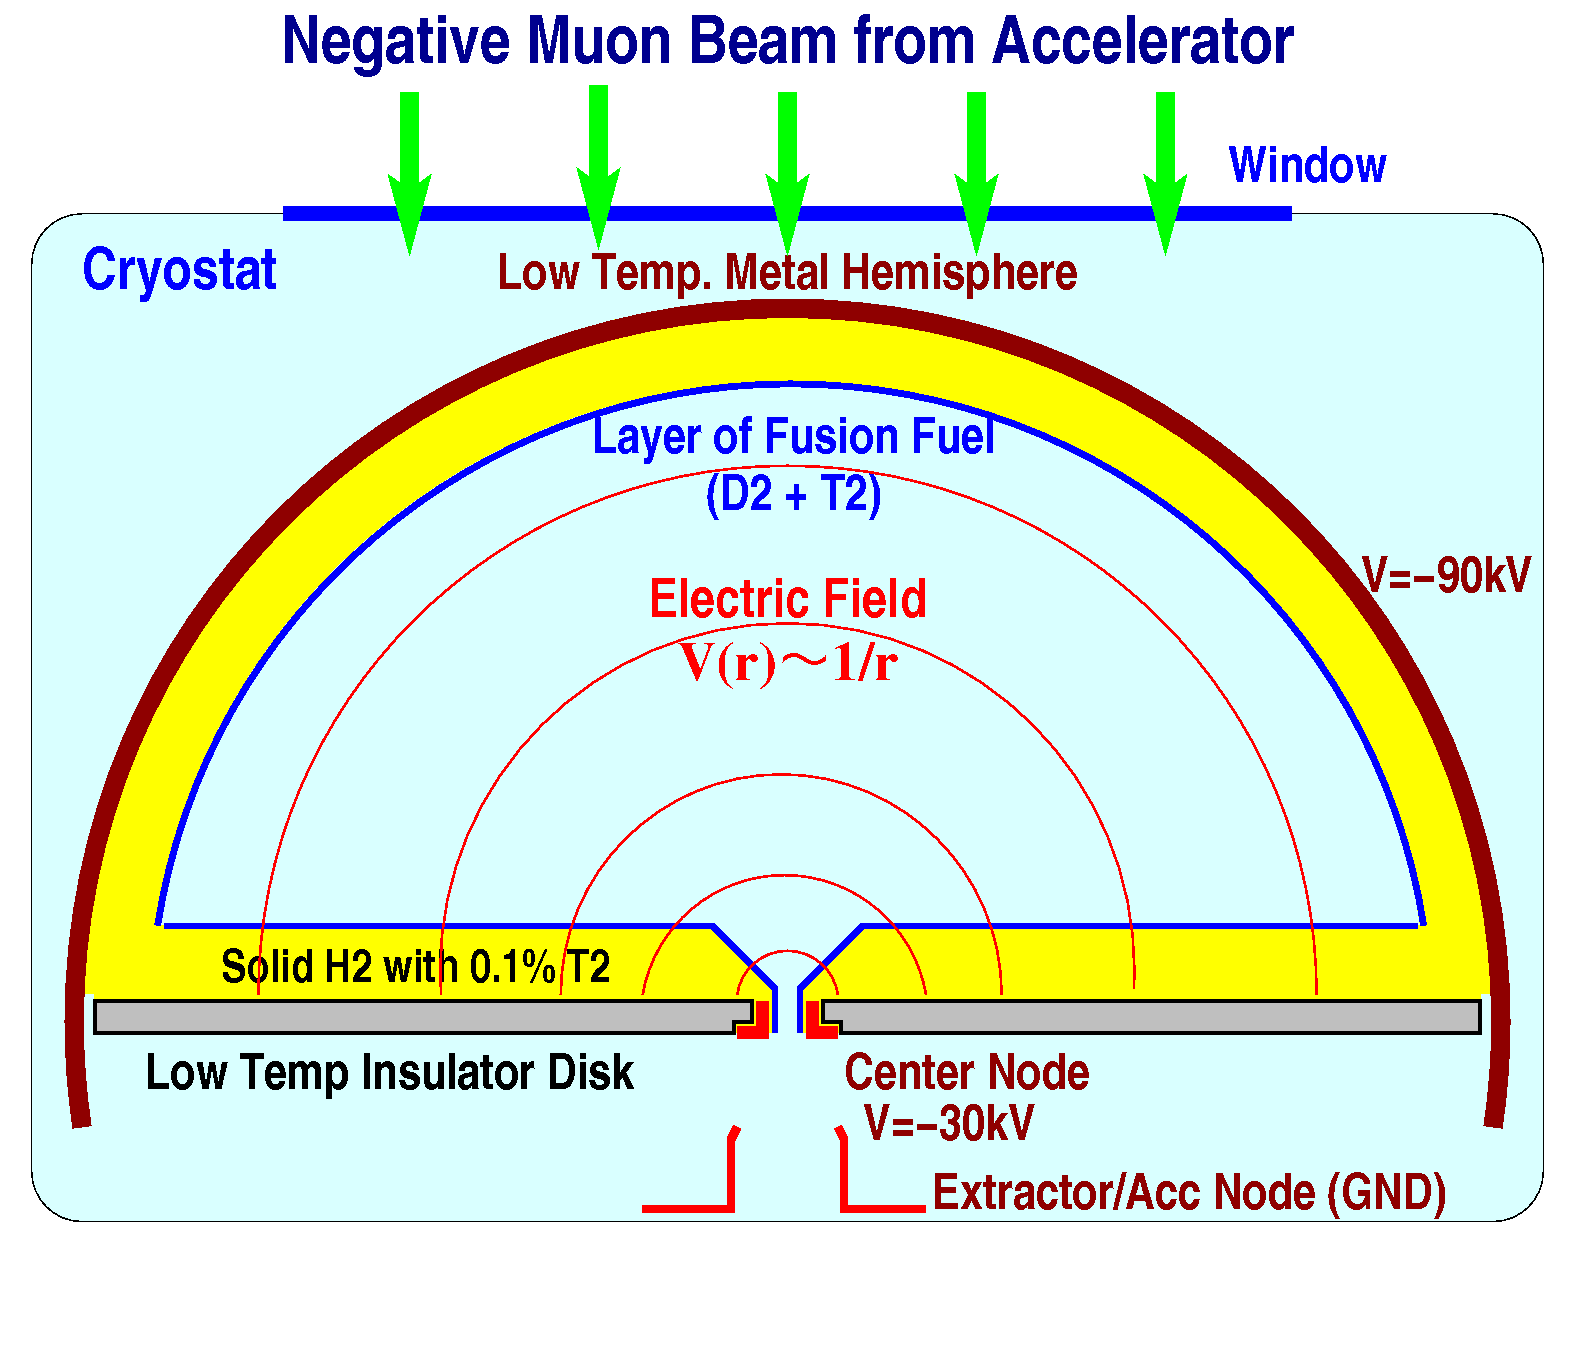 Negative Muon Beam from Accelerator
Window
Cryostat
Low Temp. Metal Hemisphere
Layer of Fusion Fuel
(D2 + T2)
V=−90kV
Electric Field
V(r)～1/r
Solid H2 with 0.1% T2
Low Temp Insulator Disk
Center Node
V=−30kV
Extractor/Acc Node (GND)